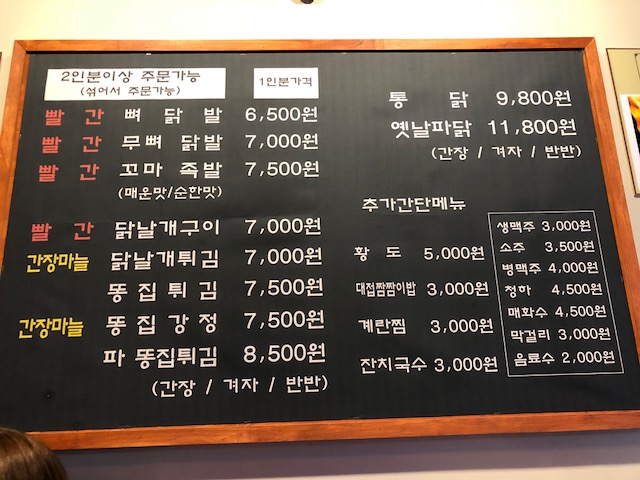 2인분이상 주문가능
(섞어서 주문가능)
1인분가격
빨 간 뼈 닭 발 6,500원
빨 간 무뼈 닭발 7,000원
빨 간 꼬마 족발 7,500원
(매운맛/순한맛)
빨 간 닭날개구이 7,000원
간장마늘 닭날개튀김 7,000원
똥 집 튀 김 7,500원
간장마늘 똥 집 강 정 7,500원
파 똥집튀김 8,500원
(간장 / 겨자 / 반반)
통 닭 9,800원
옛날파닭 11,800원
(간장 / 겨자 / 반반)
추가간단메뉴
황 도 5,000원
대접짬짬이밥 3,000원
계란찜 3,000원
잔치국수 3,000원
생맥주 3,000원
소주 3,500원
병맥주 4,000원
청하 4,500원
매화수 4,500원
막걸리 3,000원
음료수 2,000원